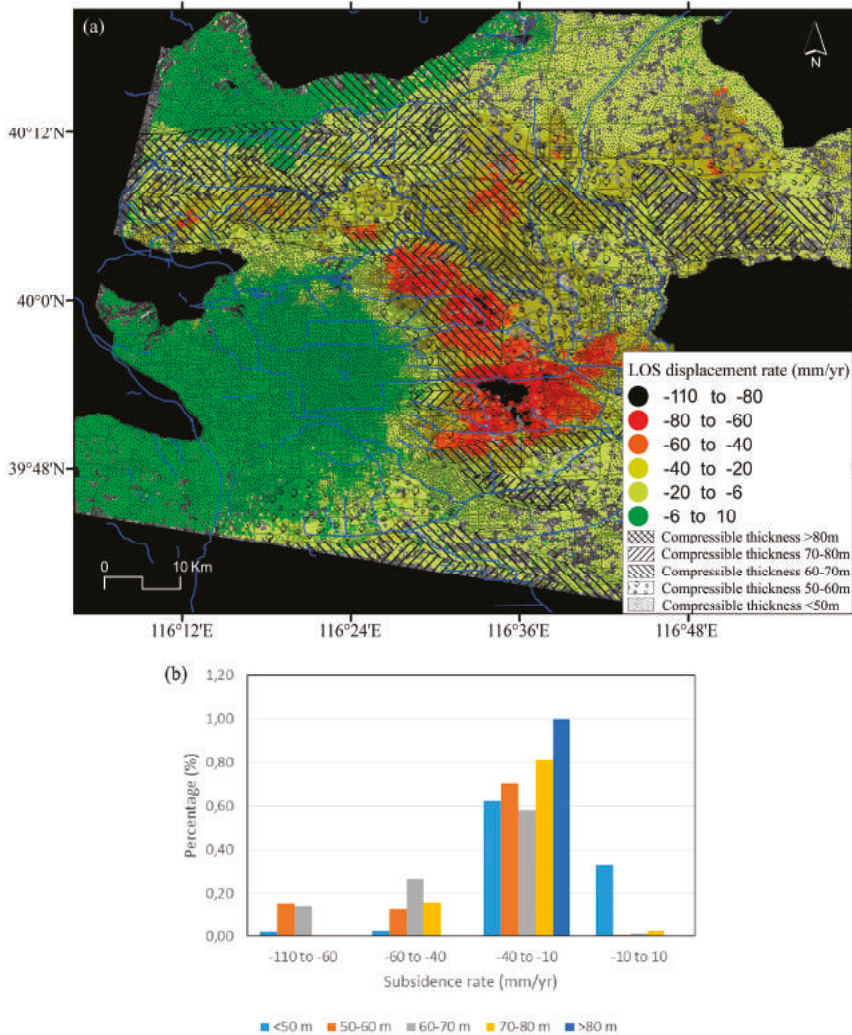 (a)
N
40°12'N
40°0'N
39°48'N
LOS displacement rate (mm/yr)
-110 to -80
-80 to -60
-60 to -40
-40 to -20
-20 to -6
-6 to 10
Compressible thickness >80m
Compressible thickness 70-80m
Compressible thickness 60-70m
Compressible thickness 50-60m
Compressible thickness <50m
0 10 Km
116°12'E 116°24'E 116°36'E 116°48'E
(b)
1,20
1,00
0,80
0,60
0,40
0,20
0,00
Percentage (%)
-110 to -60 -60 to -40 -40 to -10 -10 to 10
Subsidence rate (mm/yr)
<50 m 50-60 m 60-70 m 70-80 m >80 m